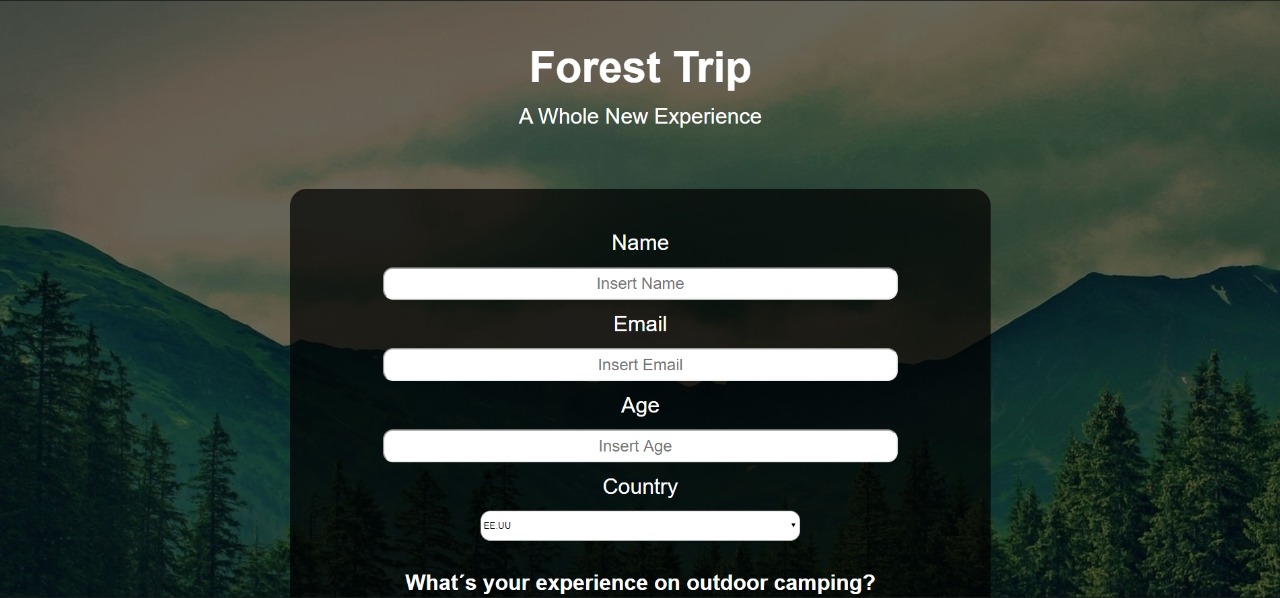 Forest Trip
A Whole New Experience
Name
Insert Name
Email
Insert Email
Age
Insert Age
Country
EE.UU
What´s your experience on outdoor camping?